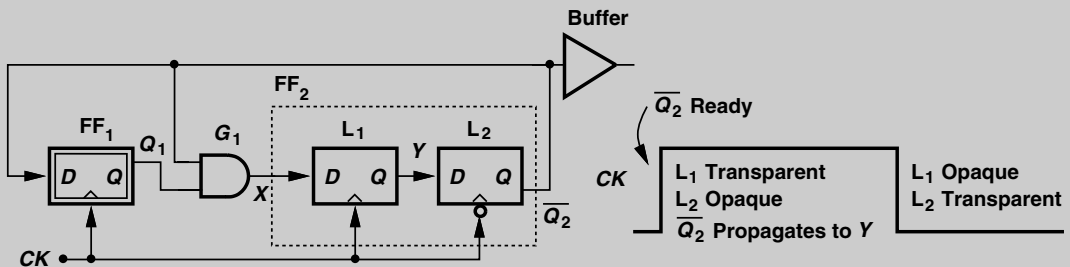 Buffer
FF2
FF1
Q1
G1
L1
L2
Y
D Q
X
D Q
D Q
Q̅2̅
CK
Q̅2̅ Ready
CK
L1 Transparent
L2 Opaque
Q̅2̅ Propagates to Y
L1 Opaque
L2 Transparent